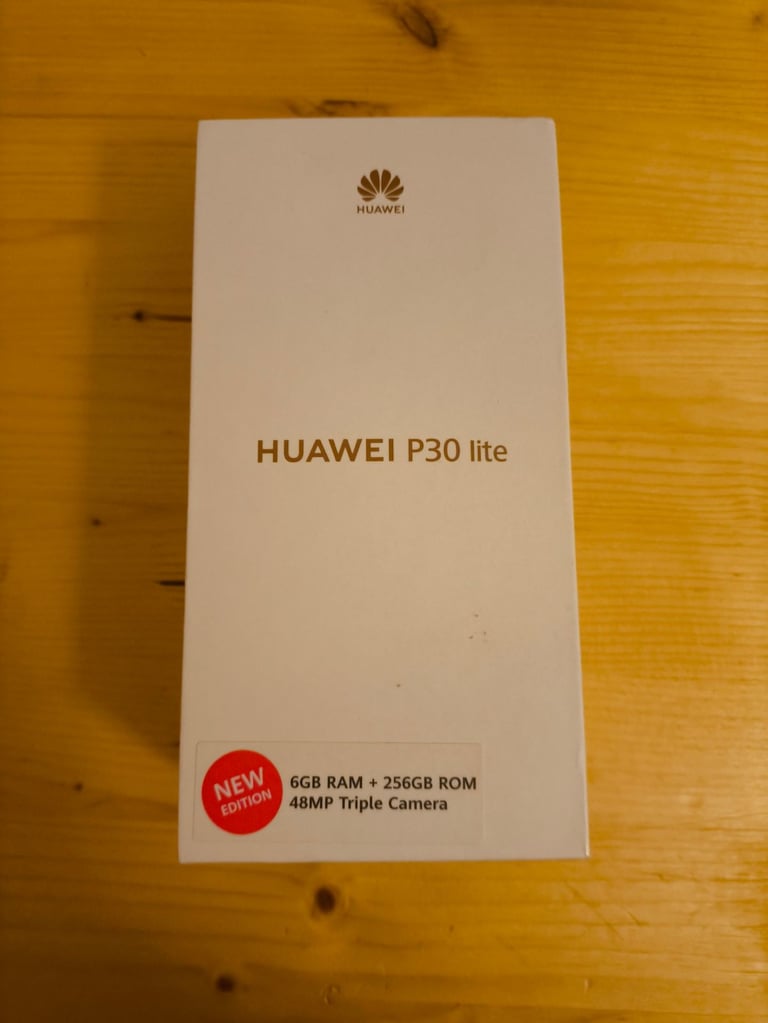 HUAWEI
HUAWEI P30 lite
NEW
EDITION
6GB RAM + 256GB ROM
48MP Triple Camera